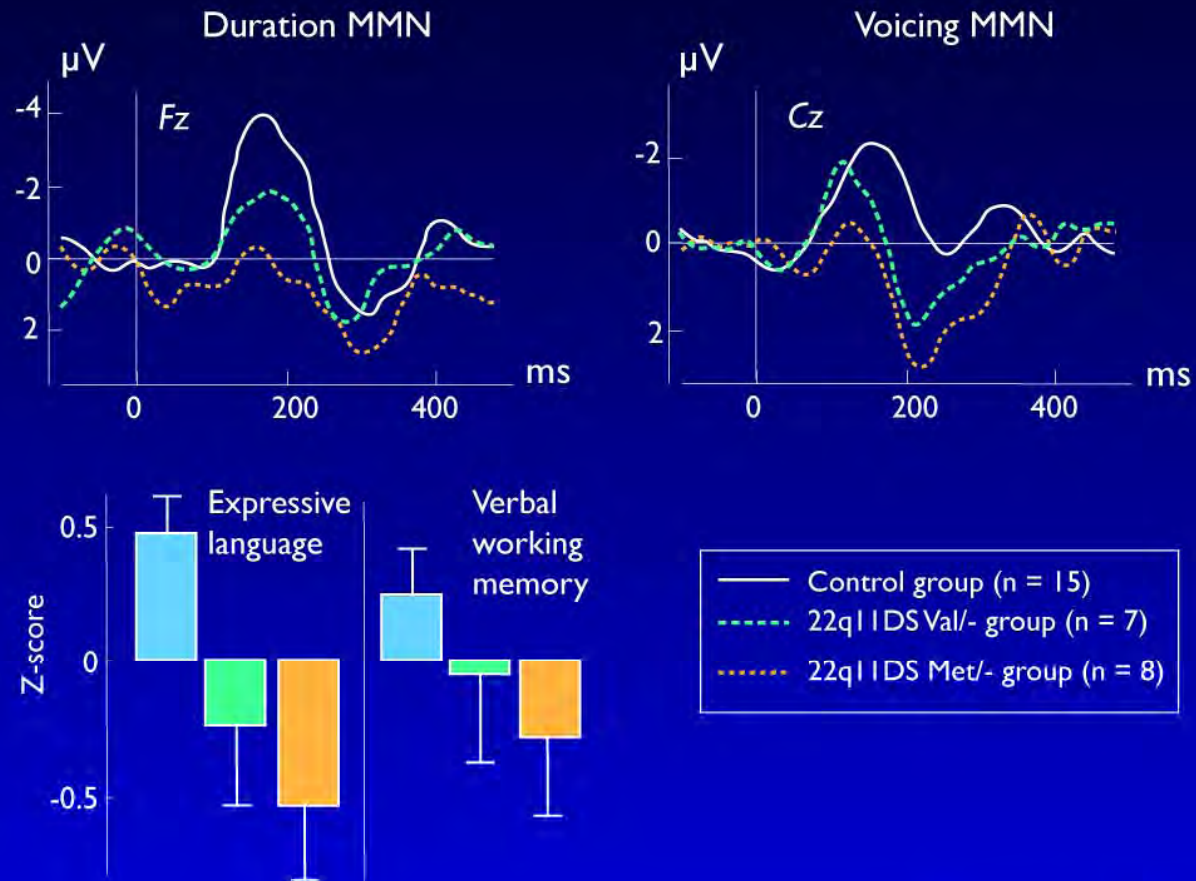 Duration MMN
μV
-4
-2
0
2
Fz
ms
0 200 400
Voicing MMN
μV
-2
0
2
Cz
ms
0 200 400
Z-score
0.5
0
-0.5
Expressive
language
Verbal
working
memory
Control group (n = 15)
22q11DS Val/- group (n = 7)
22q11DS Met/- group (n = 8)